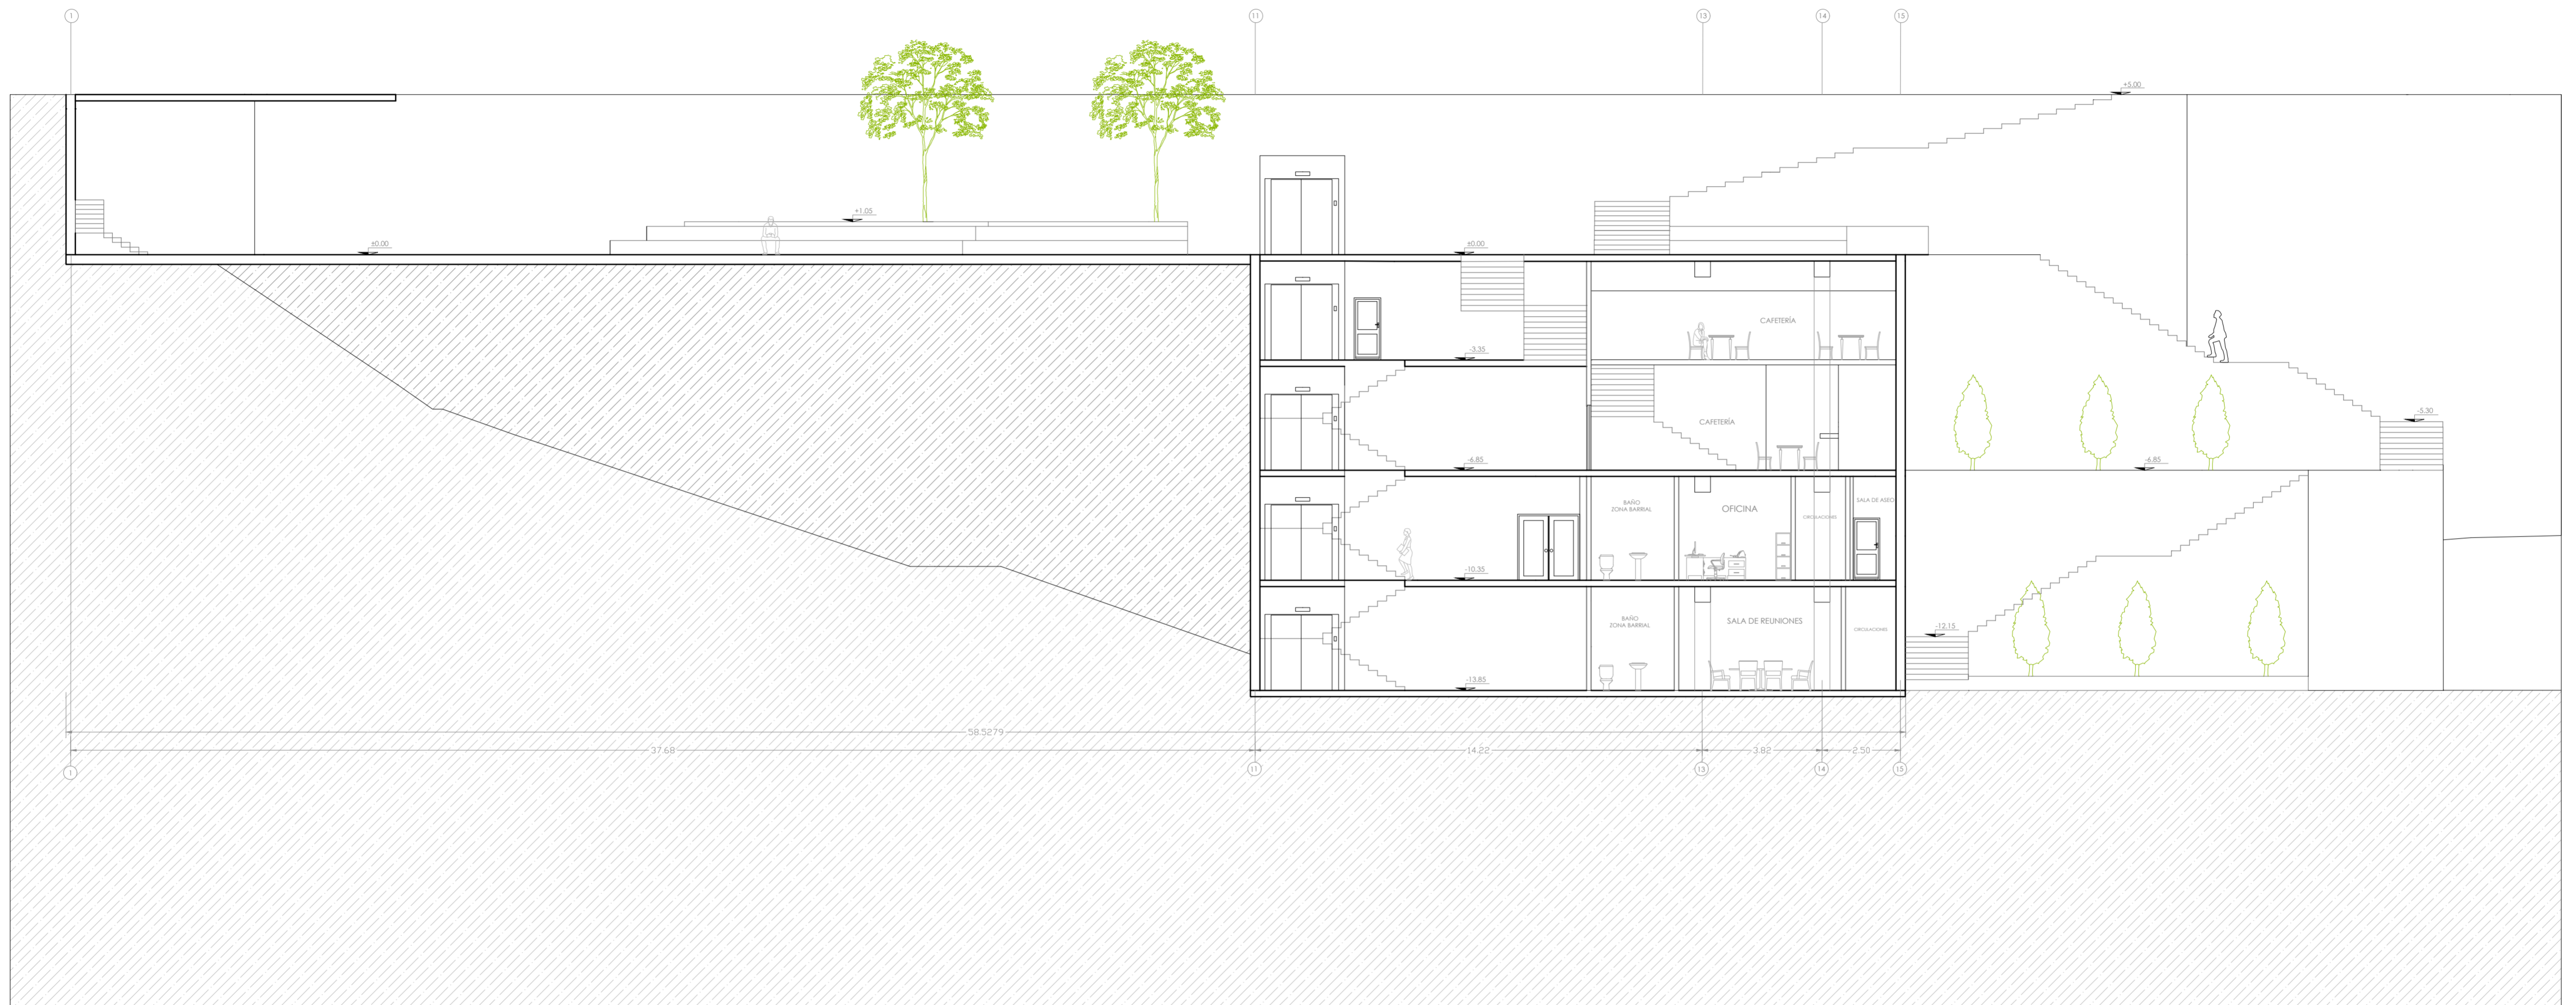 1
11
13
14
15
+5.00
+1.05
±0.00
±0.00
CAFETERÍA
-3.35
-5.30
CAFETERÍA
-6.85
-6.85
SALA DE ASEO
BAÑO
ZONA BARRIAL
OFICINA
CIRCULACIONES
-10.35
BAÑO
ZONA BARRIAL
SALA DE REUNIONES
CIRCULACIONES
-12.15
-13.85
58.5279
37.68
14.22
3.82
2.50
1
11
13
14
15